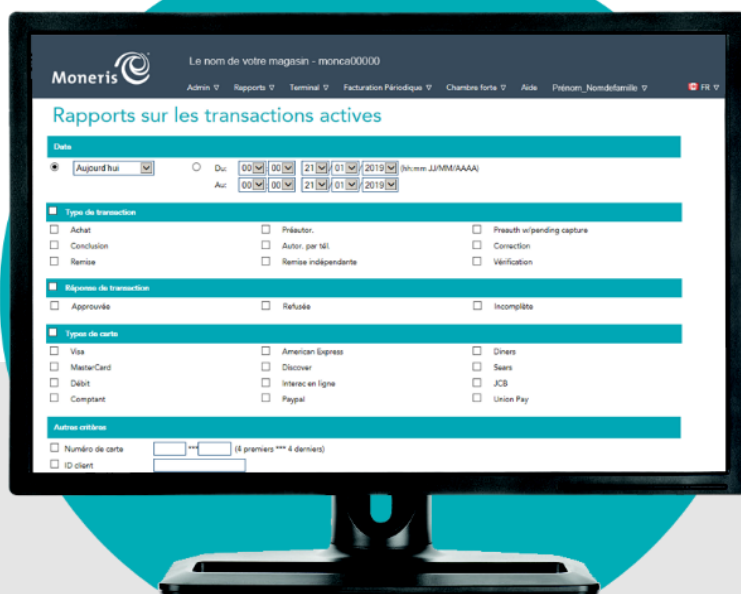 Moneris
Le nom de votre magasin - monca00000
Admin Rapports Terminal Facturation Périodique Chambre forte Aide Prénom_Nomdefamille FR
Rapports sur les transactions actives
Date
Aujourd'hui Du: 00 : 00 21 / 01 / 2019 (hh:mm JJ/MM/AAAA)
Au: 00 : 00 21 / 01 / 2019
Type de transaction
Achat Préautor. Preauth w/pending capture
Conclusion Autor. par tél. Correction
Remise Remise indépendante Vérification
Réponse de transaction
Approuvée Refusée Incomplète
Types de carte
Visa American Express Diners
MasterCard Discover Sears
Débit Interac en ligne JCB
Comptant Paypal Union Pay
Autres critères
Numéro de carte *** (4 premiers *** 4 derniers)
ID client